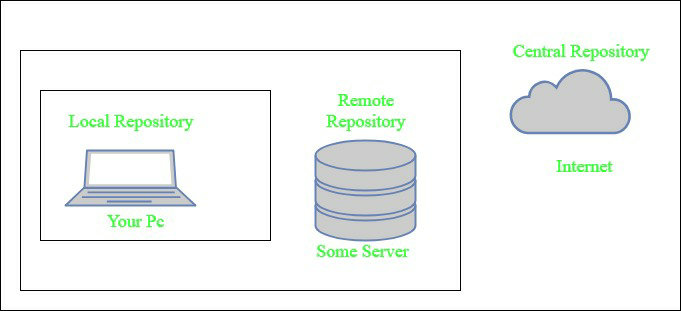 Central Repository
Remote
Repository
Local Repository
Internet
Your Pc
Some Server